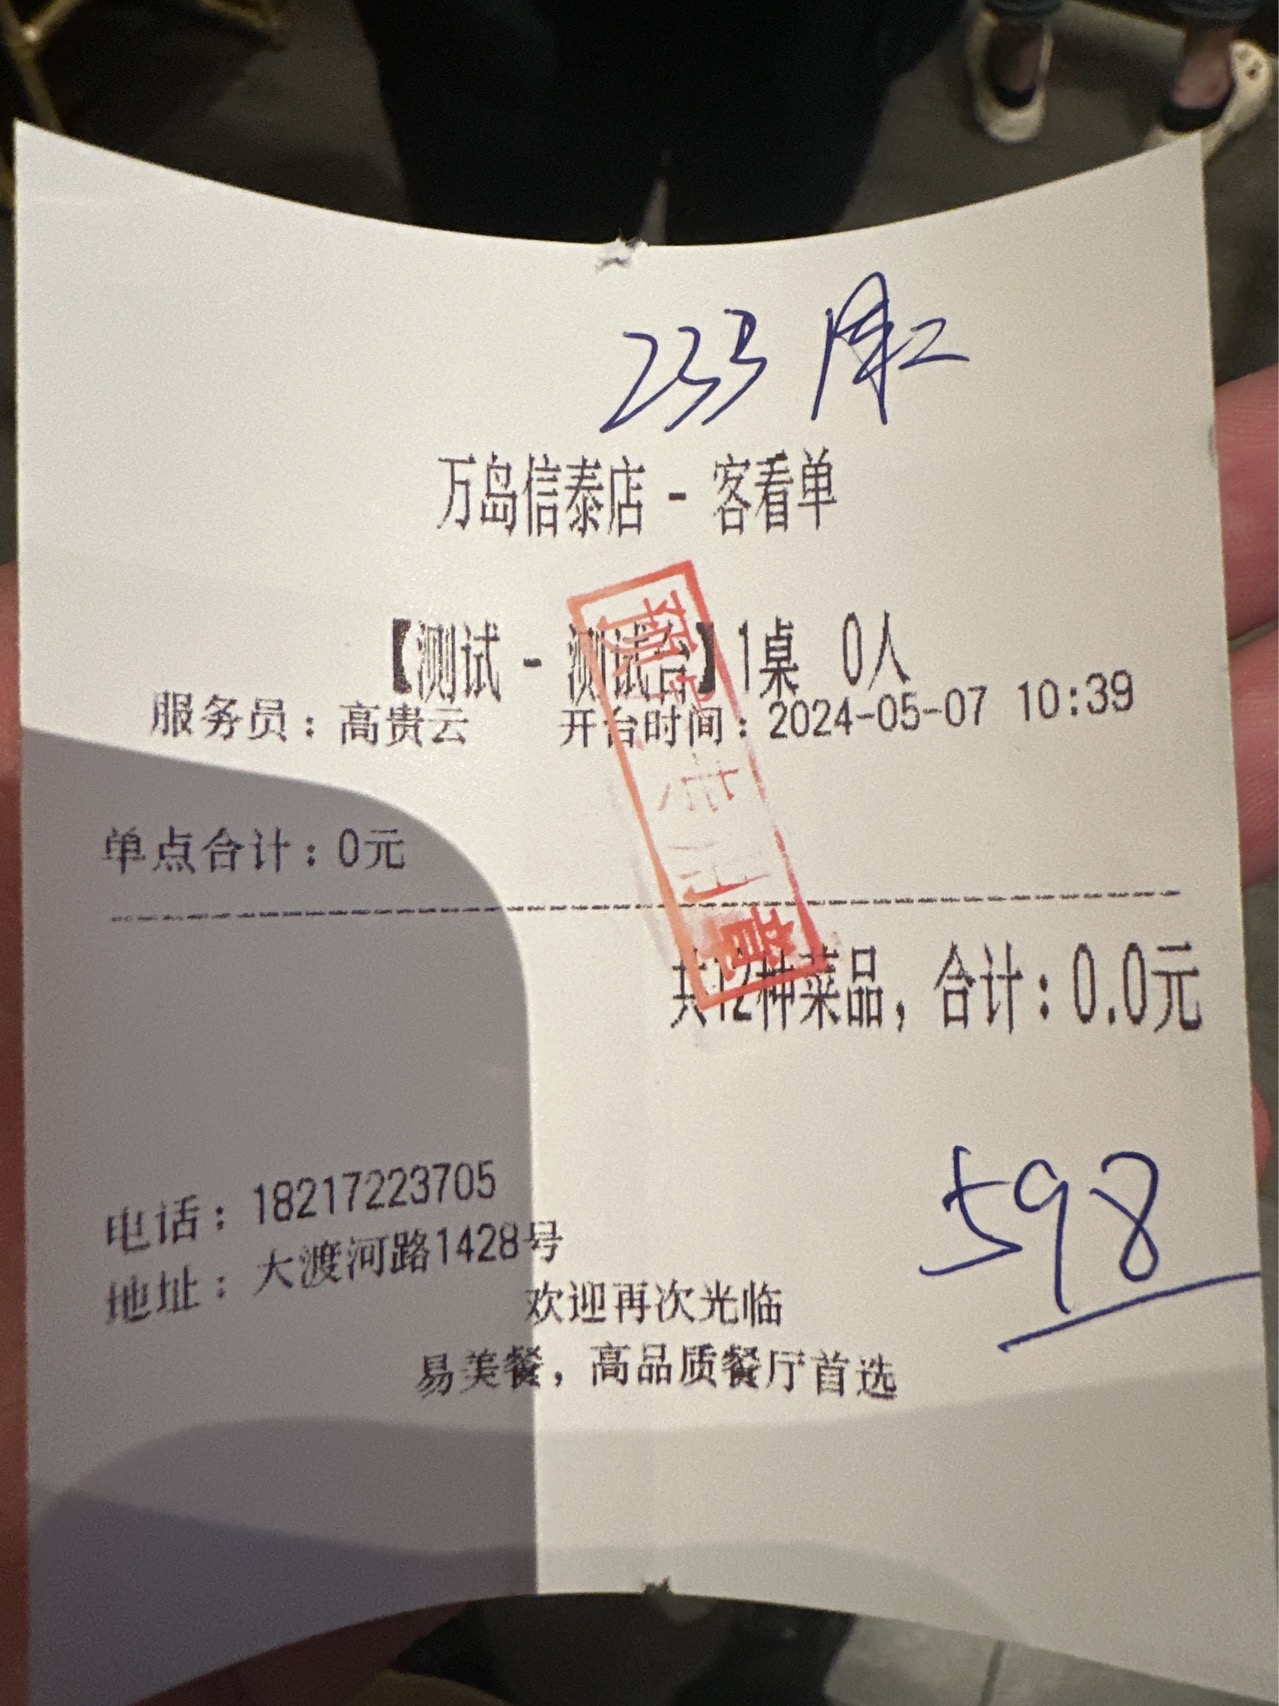 233
万岛信泰店 - 客看单
【测试 - 测试台】1桌 0人
服务员：高贵云 开台时间：2024-05-07 10:39
单点合计：0元
共12种菜品，合计：0.0元
598
电话：18217223705
地址：大渡河路1428号
欢迎再次光临
易美餐，高品质餐厅首选